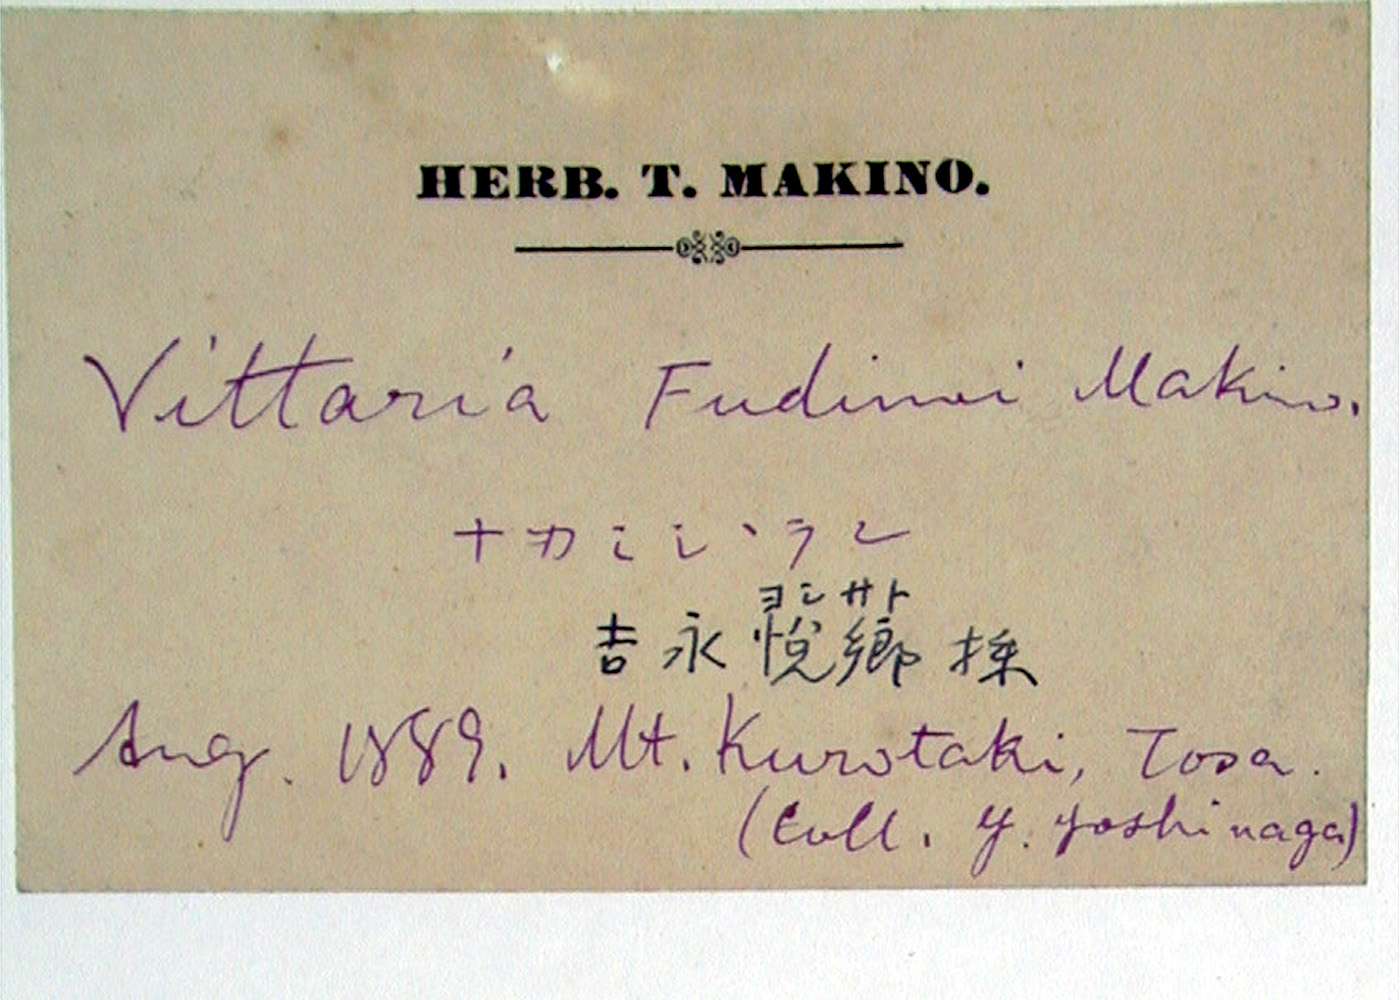 HERB. T. MAKINO.
Vittaria Fudinoi Makino.
ナカミシヽラン
ヨシサト
吉永悦郷採
Aug. 1889. Mt. Kurotaki, Tosa.
(Coll. Y. Yoshinaga)